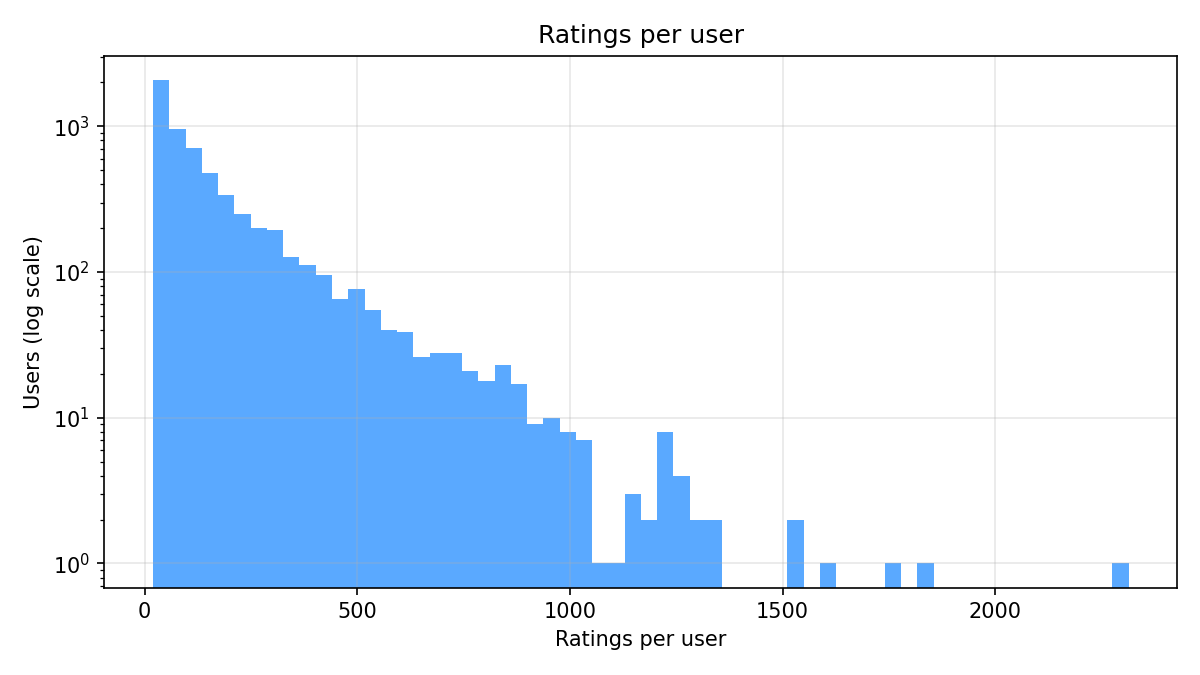 Ratings per user
Users (log scale)
10³
10²
10¹
10⁰
0 500 1000 1500 2000
Ratings per user